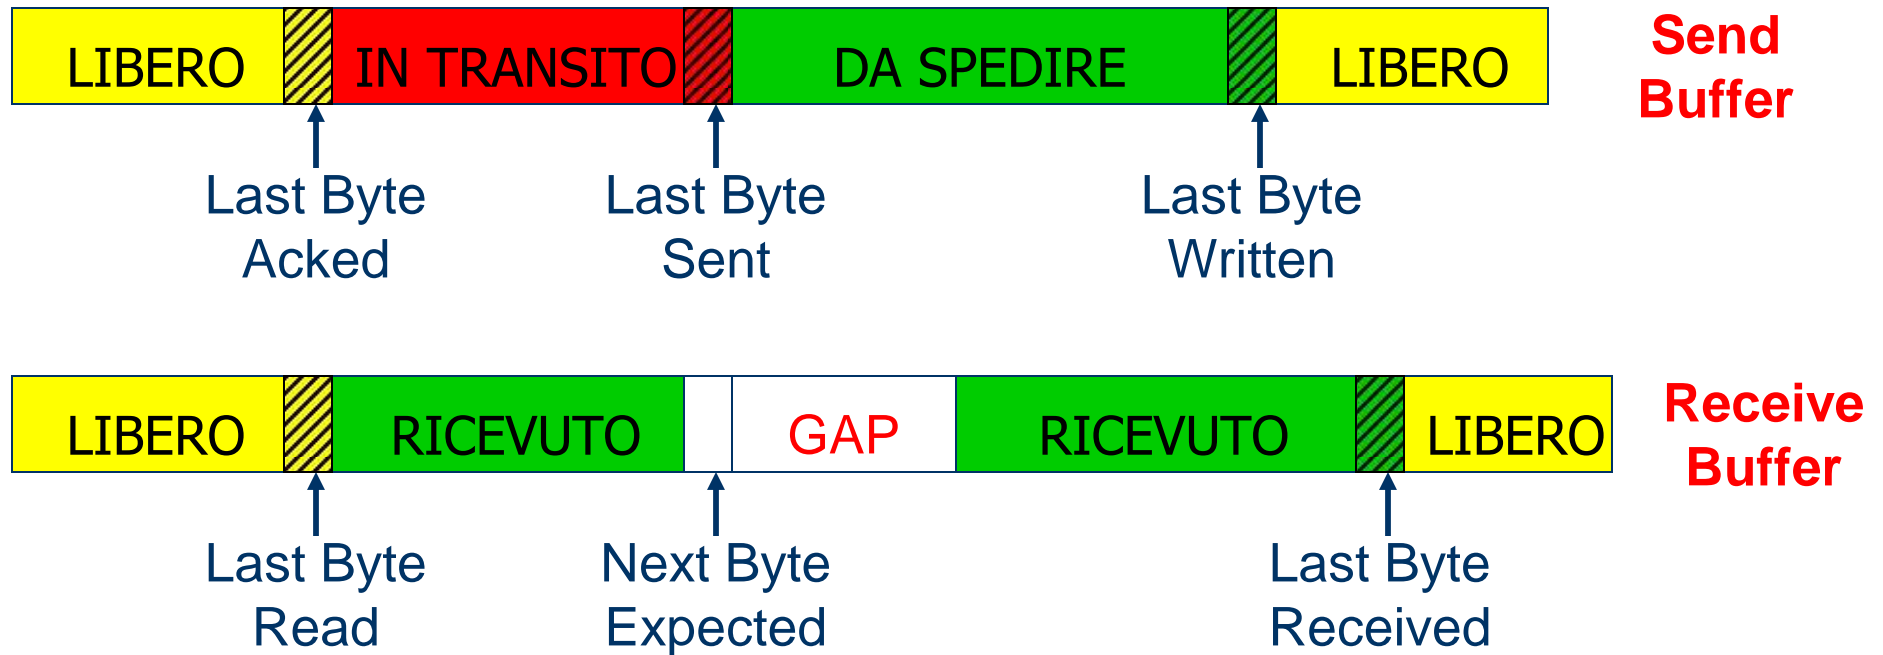 LIBERO IN TRANSITO DA SPEDIRE LIBERO
Send
Buffer
Last Byte
Acked
Last Byte
Sent
Last Byte
Written
LIBERO RICEVUTO GAP RICEVUTO LIBERO
Receive
Buffer
Last Byte
Read
Next Byte
Expected
Last Byte
Received